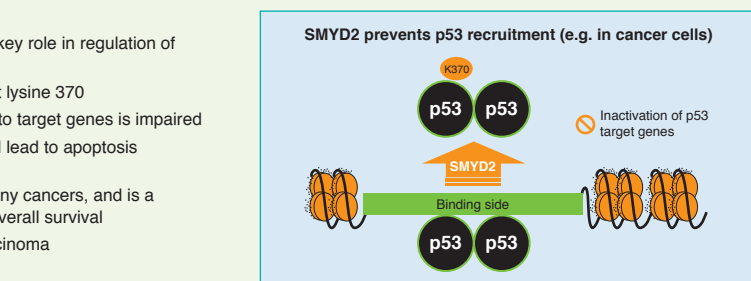 key role in regulation of
lysine 370
to target genes is impaired
lead to apoptosis
ny cancers, and is a
verall survival
cinoma
SMYD2 prevents p53 recruitment (e.g. in cancer cells)
K370
p53 p53
Inactivation of p53
target genes
SMYD2
Binding side
p53 p53